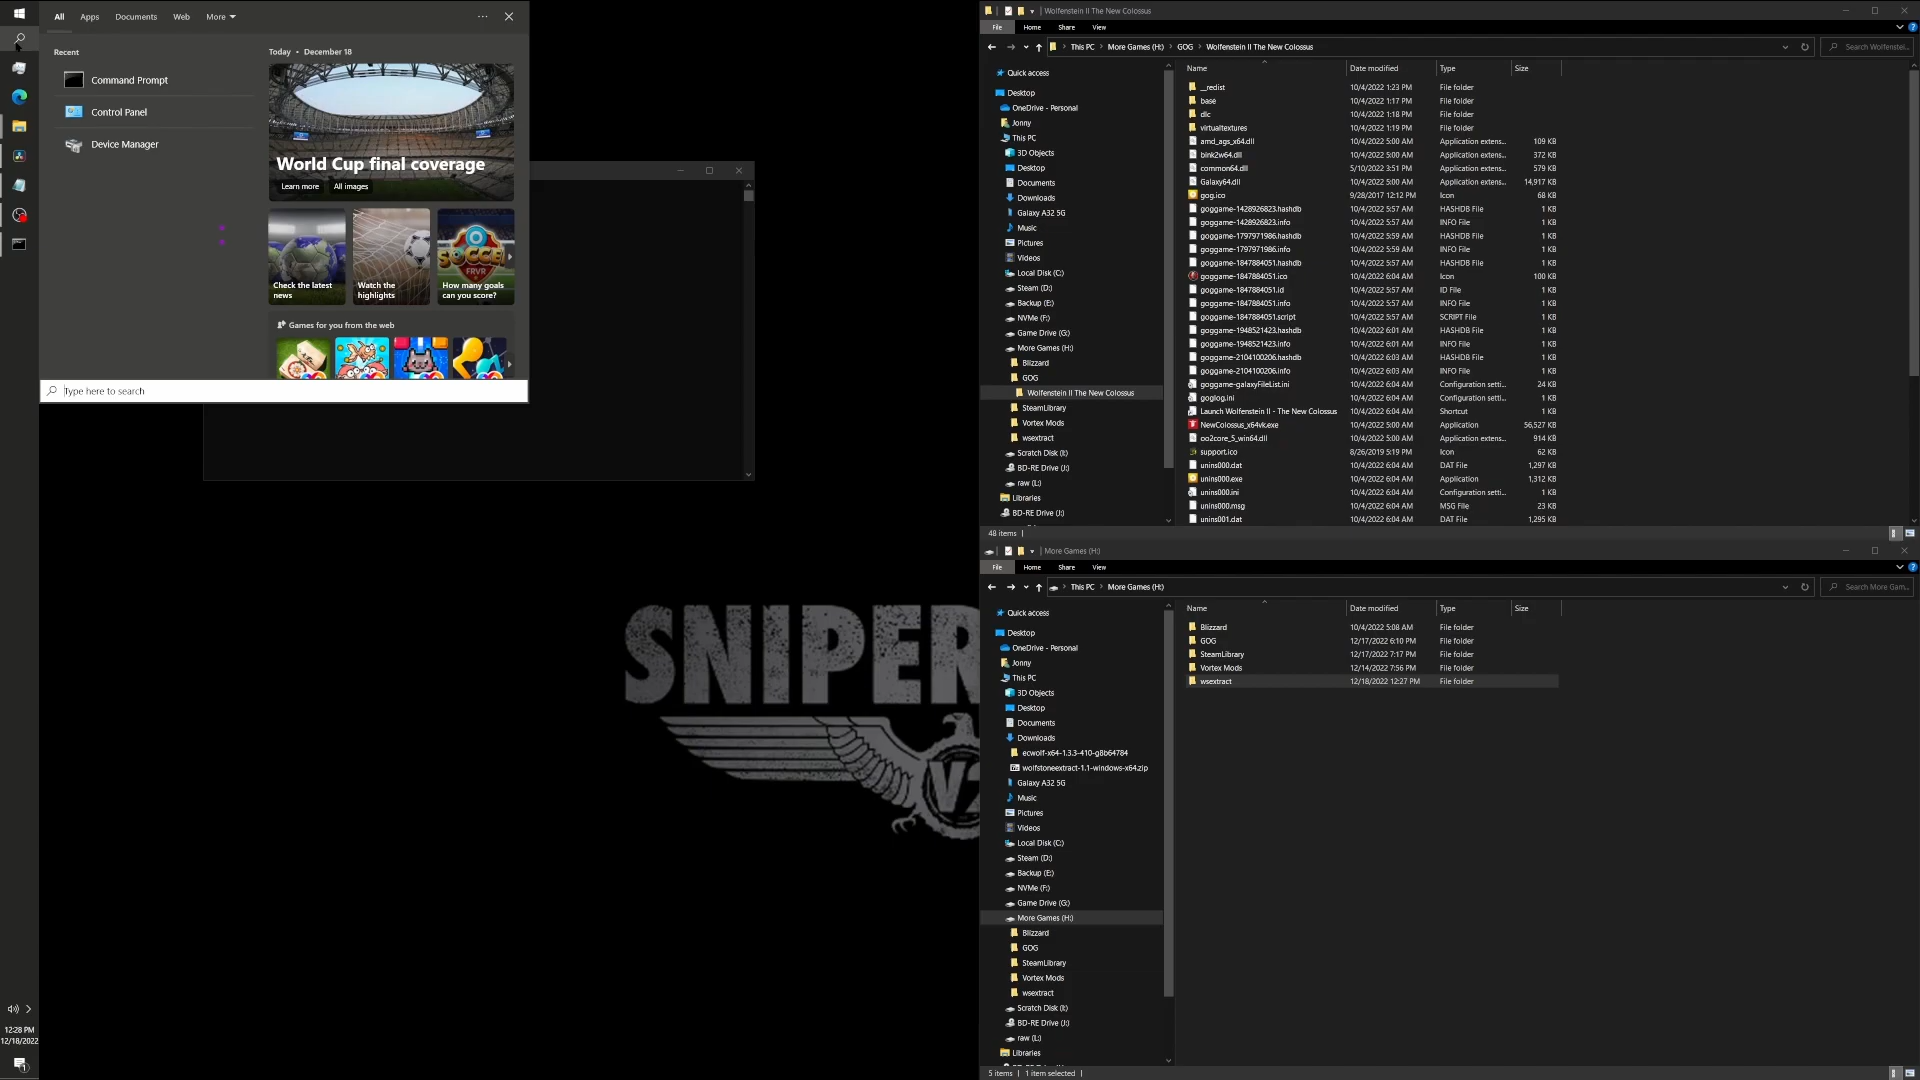 All
Apps
Documents
Web
More
Recent
Command Prompt
Control Panel
Device Manager
Today • December 18
World Cup final coverage
Learn more
All images
Check the latest news
Watch the highlights
SOCCER
FRVR
How many goals can you score?
Games for you from the web
Type here to search
SNIPER
V2
12:28 PM
12/18/2022
Wolfenstein II The New Colossus
File Home Share View
This PC > More Games (H:) > GOG > Wolfenstein II The New Colossus
Search Wolfenstei...
Quick access
Desktop
OneDrive - Personal
Jonny
This PC
3D Objects
Desktop
Documents
Downloads
Galaxy A32 5G
Music
Pictures
Videos
Local Disk (C:)
Steam (D:)
Backup (E:)
NVMe (F:)
Game Drive (G:)
More Games (H:)
Blizzard
GOG
Wolfenstein II The New Colossus
SteamLibrary
Vortex Mods
wsextract
Scratch Disk (I:)
BD-RE Drive (J:)
raw (L:)
Libraries
BD-RE Drive (J:)
Name Date modified Type Size
__redist 10/4/2022 1:23 PM File folder
base 10/4/2022 1:17 PM File folder
dlc 10/4/2022 1:18 PM File folder
virtualtextures 10/4/2022 1:19 PM File folder
amd_ags_x64.dll 10/4/2022 5:00 AM Application extens... 109 KB
bink2w64.dll 10/4/2022 5:00 AM Application extens... 372 KB
common64.dll 5/10/2022 3:51 PM Application extens... 579 KB
Galaxy64.dll 10/4/2022 5:00 AM Application extens... 14,917 KB
gog.ico 9/28/2017 12:12 PM Icon 68 KB
goggame-1428926823.hashdb 10/4/2022 5:57 AM HASHDB File 1 KB
goggame-1428926823.info 10/4/2022 5:57 AM INFO File 1 KB
goggame-1797971986.hashdb 10/4/2022 5:59 AM HASHDB File 1 KB
goggame-1797971986.info 10/4/2022 5:59 AM INFO File 1 KB
goggame-1847884051.hashdb 10/4/2022 5:57 AM HASHDB File 1 KB
goggame-1847884051.ico 10/4/2022 6:04 AM Icon 100 KB
goggame-1847884051.id 10/4/2022 5:57 AM ID File 1 KB
goggame-1847884051.info 10/4/2022 5:57 AM INFO File 1 KB
goggame-1847884051.script 10/4/2022 5:57 AM SCRIPT File 1 KB
goggame-1948521423.hashdb 10/4/2022 6:01 AM HASHDB File 1 KB
goggame-1948521423.info 10/4/2022 6:01 AM INFO File 1 KB
goggame-2104100206.hashdb 10/4/2022 6:03 AM HASHDB File 1 KB
goggame-2104100206.info 10/4/2022 6:03 AM INFO File 1 KB
goggame-galaxyFileList.ini 10/4/2022 6:04 AM Configuration setti... 24 KB
goglog.ini 10/4/2022 6:04 AM Configuration setti... 1 KB
Launch Wolfenstein II - The New Colossus 10/4/2022 6:04 AM Shortcut 1 KB
NewColossus_x64vk.exe 10/4/2022 5:00 AM Application 56,527 KB
oo2core_5_win64.dll 10/4/2022 5:00 AM Application extens... 914 KB
support.ico 8/26/2019 5:19 PM Icon 62 KB
unins000.dat 10/4/2022 6:04 AM DAT File 1,297 KB
unins000.exe 10/4/2022 6:04 AM Application 1,312 KB
unins000.ini 10/4/2022 6:04 AM Configuration setti... 1 KB
unins000.msg 10/4/2022 6:04 AM MSG File 23 KB
unins001.dat 10/4/2022 6:04 AM DAT File 1,295 KB
48 items
More Games (H:)
File Home Share View
This PC > More Games (H:)
Search More Gam...
Quick access
Desktop
OneDrive - Personal
Jonny
This PC
3D Objects
Desktop
Documents
Downloads
ecwolf-x64-1.3.3-410-g8b64784
wolfstoneextract-1.1-windows-x64.zip
Galaxy A32 5G
Music
Pictures
Videos
Local Disk (C:)
Steam (D:)
Backup (E:)
NVMe (F:)
Game Drive (G:)
More Games (H:)
Blizzard
GOG
SteamLibrary
Vortex Mods
wsextract
Scratch Disk (I:)
BD-RE Drive (J:)
raw (L:)
Libraries
Name Date modified Type Size
Blizzard 10/4/2022 5:08 AM File folder
GOG 12/17/2022 6:10 PM File folder
SteamLibrary 12/17/2022 7:17 PM File folder
Vortex Mods 12/14/2022 7:56 PM File folder
wsextract 12/18/2022 12:27 PM File folder
5 items
1 item selected